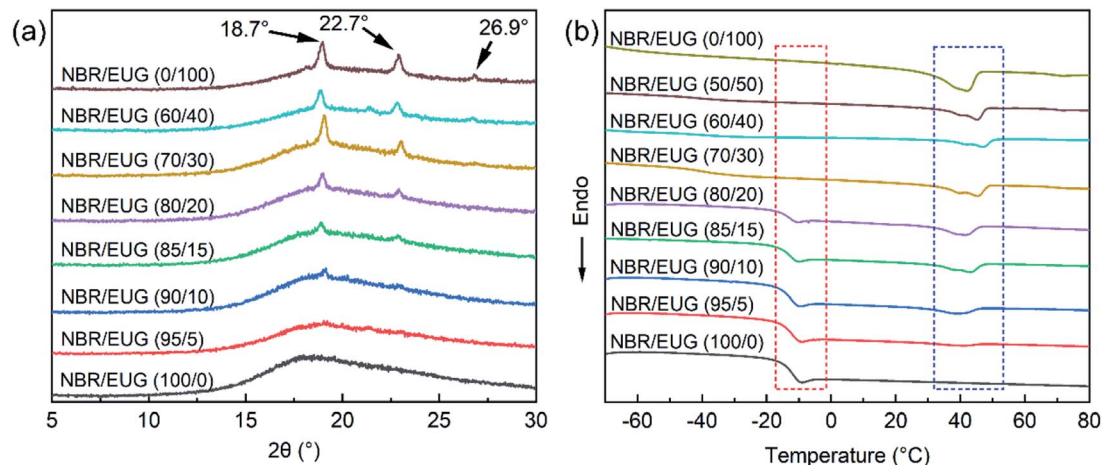 (a)
18.7°
22.7°
26.9°
NBR/EUG (0/100)
NBR/EUG (60/40)
NBR/EUG (70/30)
NBR/EUG (80/20)
NBR/EUG (85/15)
NBR/EUG (90/10)
NBR/EUG (95/5)
NBR/EUG (100/0)
5 10 15 20 25 30
2θ (°)
(b)
NBR/EUG (0/100)
NBR/EUG (50/50)
NBR/EUG (60/40)
NBR/EUG (70/30)
NBR/EUG (80/20)
NBR/EUG (85/15)
NBR/EUG (90/10)
NBR/EUG (95/5)
NBR/EUG (100/0)
Endo
-60 -40 -20 0 20 40 60 80
Temperature (°C)